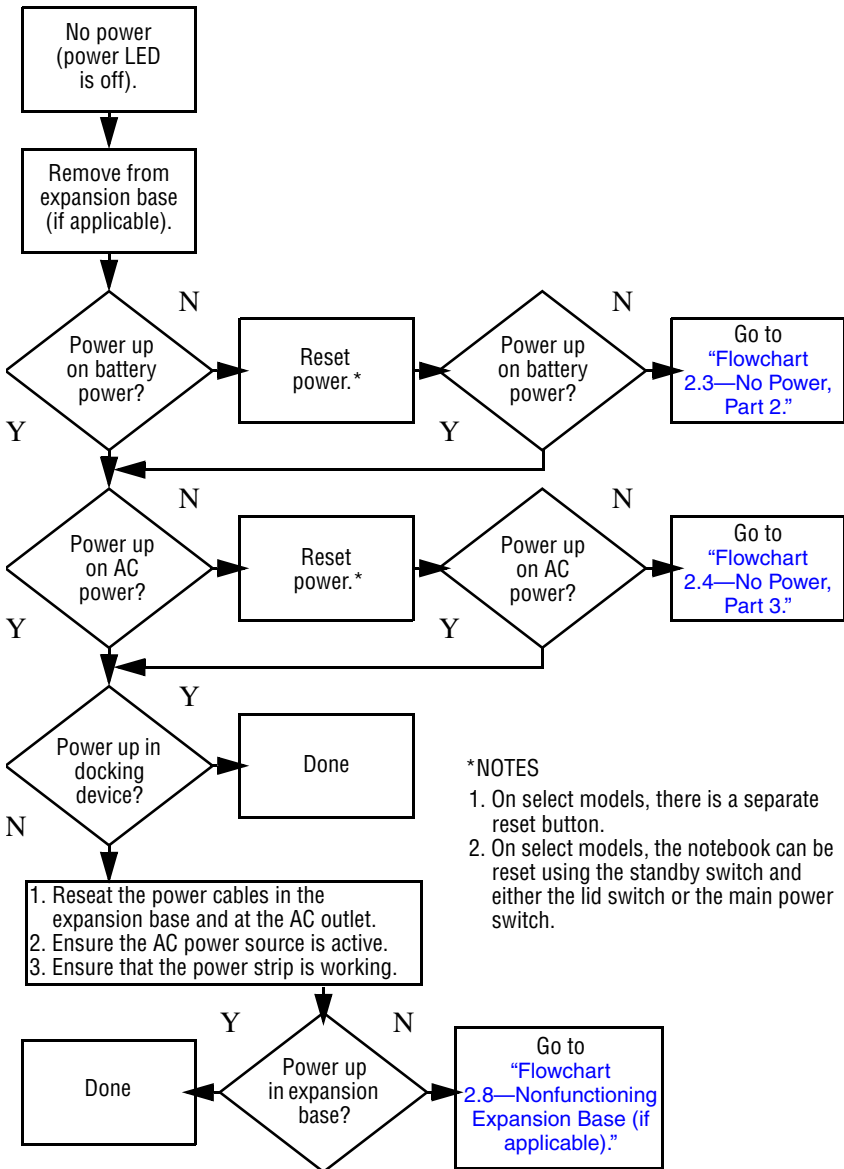 No power
(power LED
is off).
Remove from
expansion base
(if applicable).
N
N
Power up
on battery
power?
Reset
power.*
Power up
on battery
power?
Go to
“Flowchart
2.3—No Power,
Part 2.”
Y
Y
N
N
Power up
on AC
power?
Reset
power.*
Power up
on AC
power?
Go to
“Flowchart
2.4—No Power,
Part 3.”
Y
Y
Y
Power up in
docking
device?
Done
N
*NOTES
1. On select models, there is a separate
reset button.
2. On select models, the notebook can be
reset using the standby switch and
either the lid switch or the main power
switch.
1. Reseat the power cables in the
expansion base and at the AC outlet.
2. Ensure the AC power source is active.
3. Ensure that the power strip is working.
Y
N
Done
Power up
in expansion
base?
Go to
“Flowchart
2.8—Nonfunctioning
Expansion Base (if
applicable).”